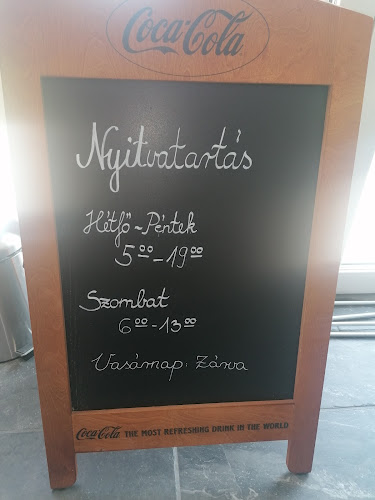 Coca-Cola
Nyitvatartás
Hétfő-Péntek
5⁰⁰-19⁰⁰
Szombat
6⁰⁰-13⁰⁰
Vasárnap: Zárva
Coca-Cola THE MOST REFRESHING DRINK IN THE WORLD